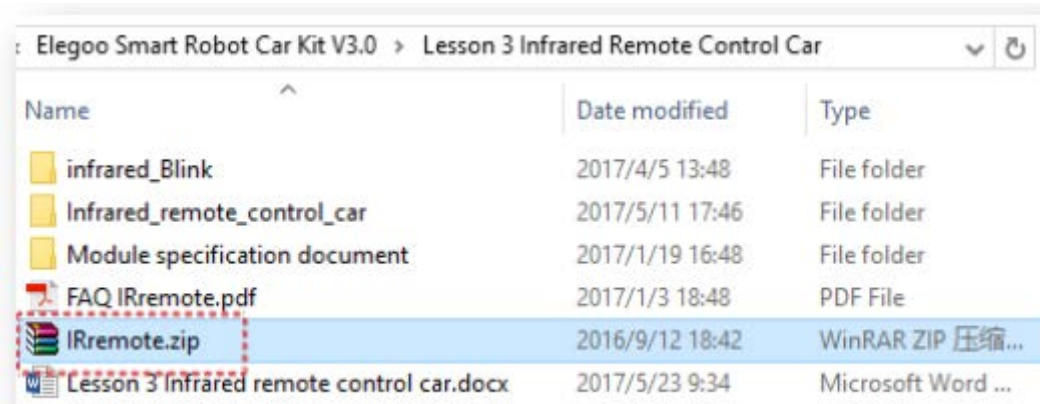 Elegoo Smart Robot Car Kit V3.0 > Lesson 3 Infrared Remote Control Car
Name Date modified Type
infrared_Blink 2017/4/5 13:48 File folder
Infrared_remote_control_car 2017/5/11 17:46 File folder
Module specification document 2017/1/19 16:48 File folder
FAQ IRremote.pdf 2017/1/3 18:48 PDF File
IRremote.zip 2016/9/12 18:42 WinRAR ZIP 压缩...
Lesson 3 Infrared remote control car.docx 2017/5/23 9:34 Microsoft Word ...